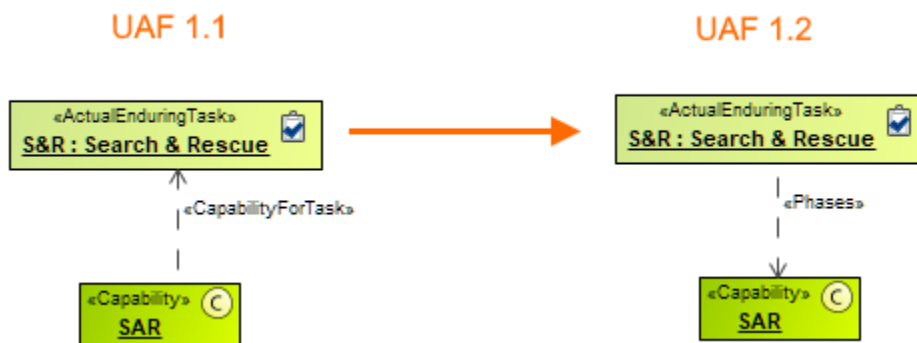 UAF 1.1
UAF 1.2
«ActualEnduringTask»
S&R : Search & Rescue
«ActualEnduringTask»
S&R : Search & Rescue
«CapabilityForTask»
«Phases»
«Capability»
C
SAR
«Capability»
C
SAR